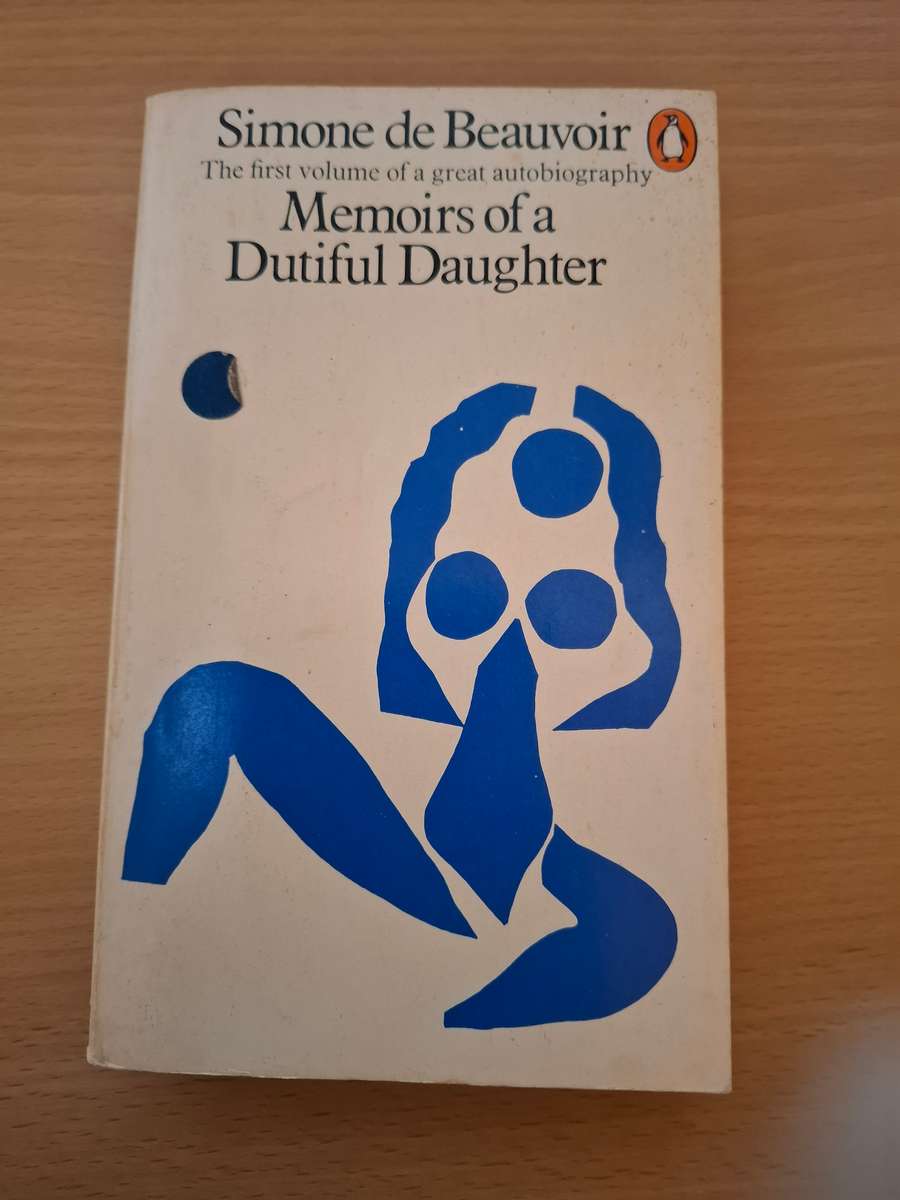 Simone de Beauvoir
The first volume of a great autobiography
Memoirs of a
Dutiful Daughter